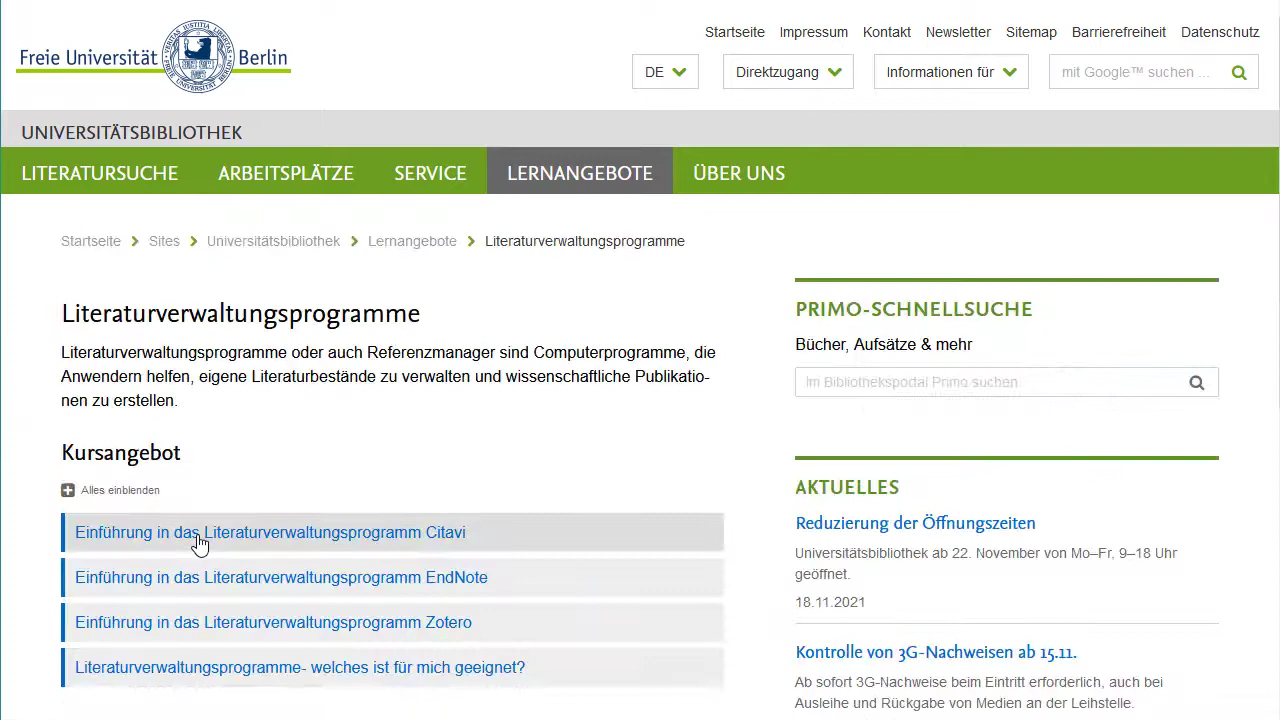 Freie Universität Berlin
Startseite Impressum Kontakt Newsletter Sitemap Barrierefreiheit Datenschutz
DE Direktzugang Informationen für mit Google™ suchen ...
UNIVERSITÄTSBIBLIOTHEK
LITERATURSUCHE ARBEITSPLÄTZE SERVICE LERNANGEBOTE ÜBER UNS
Startseite Sites Universitätsbibliothek Lernangebote Literaturverwaltungsprogramme
Literaturverwaltungsprogramme
Literaturverwaltungsprogramme oder auch Referenzmanager sind Computerprogramme, die
Anwendern helfen, eigene Literaturbestände zu verwalten und wissenschaftliche Publikatio-
nen zu erstellen.
Kursangebot
Alles einblenden
Einführung in das Literaturverwaltungsprogramm Citavi
Einführung in das Literaturverwaltungsprogramm EndNote
Einführung in das Literaturverwaltungsprogramm Zotero
Literaturverwaltungsprogramme- welches ist für mich geeignet?
PRIMO-SCHNELLSUCHE
Bücher, Aufsätze & mehr
Im Bibliotheksportal Primo suchen
AKTUELLES
Reduzierung der Öffnungszeiten
Universitätsbibliothek ab 22. November von Mo–Fr, 9–18 Uhr
geöffnet.
18.11.2021
Kontrolle von 3G-Nachweisen ab 15.11.
Ab sofort 3G-Nachweise beim Eintritt erforderlich, auch bei
Ausleihe und Rückgabe von Medien an der Leihstelle.